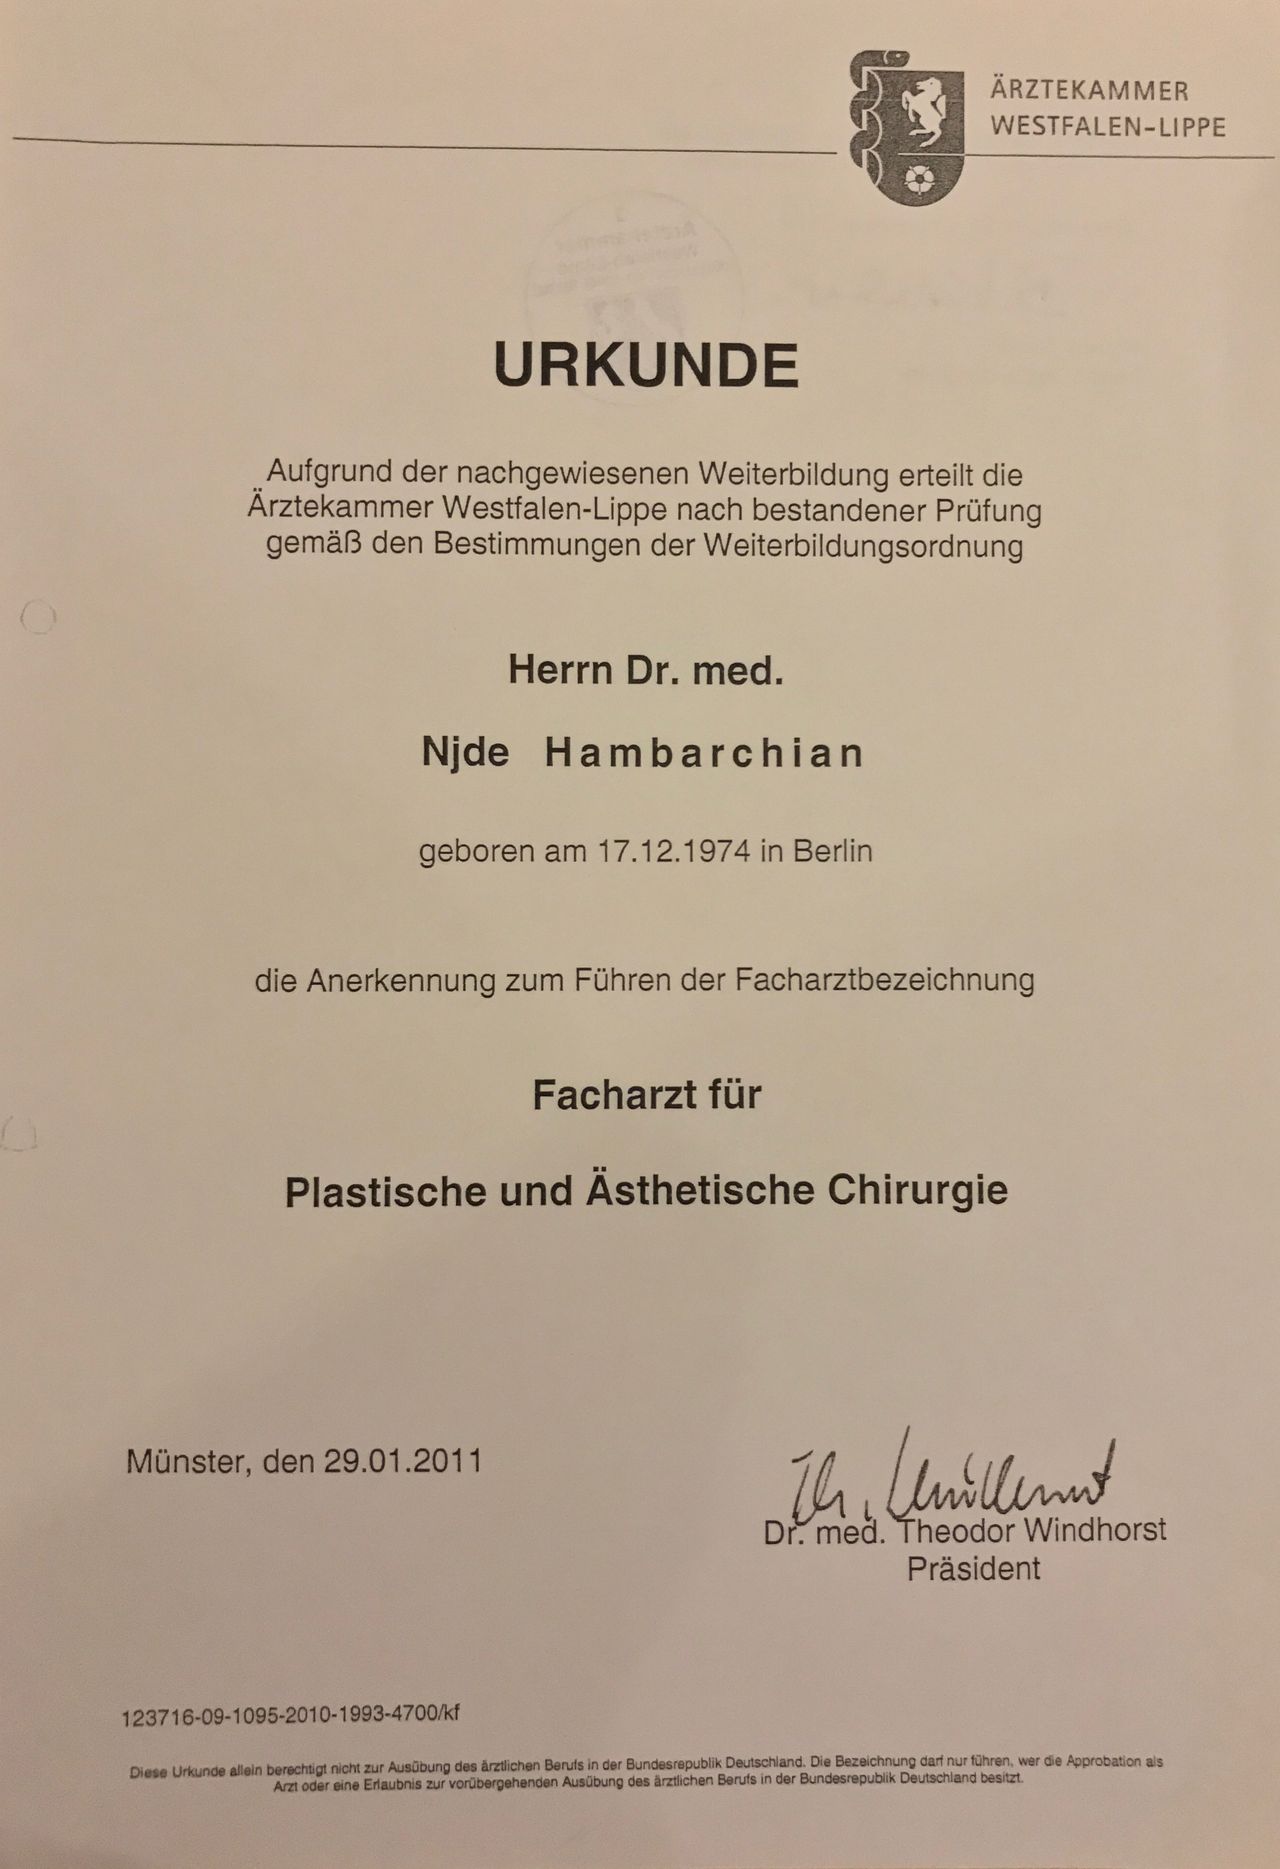 ÄRZTEKAMMER
WESTFALEN-LIPPE
URKUNDE
Aufgrund der nachgewiesenen Weiterbildung erteilt die
Ärztekammer Westfalen-Lippe nach bestandener Prüfung
gemäß den Bestimmungen der Weiterbildungsordnung
Herrn Dr. med.
Njde Hambarchian
geboren am 17.12.1974 in Berlin
die Anerkennung zum Führen der Facharztbezeichnung
Facharzt für
Plastische und Ästhetische Chirurgie
Münster, den 29.01.2011
Dr. med. Theodor Windhorst
Präsident
123716-09-1095-2010-1993-4700/kf
Diese Urkunde allein berechtigt nicht zur Ausübung des ärztlichen Berufs in der Bundesrepublik Deutschland. Die Bezeichnung darf nur führen, wer die Approbation als
Arzt oder eine Erlaubnis zur vorübergehenden Ausübung des ärztlichen Berufs in der Bundesrepublik Deutschland besitzt.